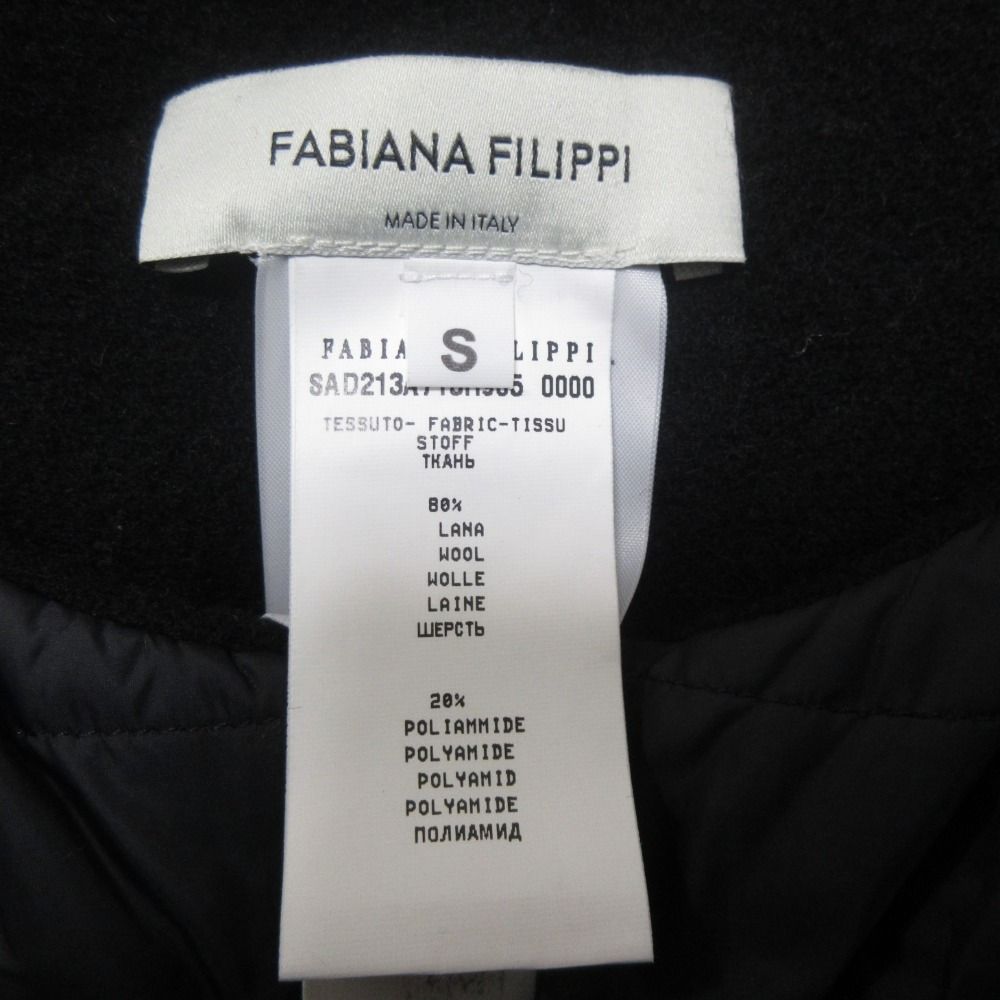 FABIANA FILIPPI
MADE IN ITALY
S
0000
TESSUTO- FABRIC-TISSU
STOFF
ТКАНЬ
80%
LANA
WOOL
WOLLE
LAINE
ШЕРСТЬ
20%
POLIAMMIDE
POLYAMIDE
POLYAMID
POLYAMIDE
ПОЛИАМИД